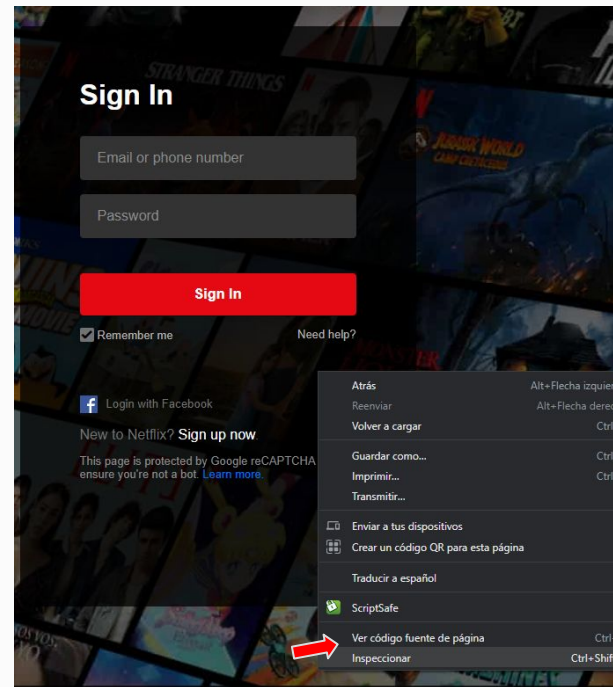 STRANGER THINGS
Sign In
JURASSIC WORLD
CAMP CRETACEOUS
Email or phone number
Password
Sign In
Remember me
Need help?
Atrás
Alt+Flecha izquier
Reenviar
Alt+Flecha derec
Login with Facebook
Volver a cargar
Ctrl
New to Netflix? Sign up now.
Guardar como...
Ctrl
This page is protected by Google reCAPTCHA
ensure you're not a bot. Learn more.
Imprimir...
Ctrl
Transmitir...
Enviar a tus dispositivos
Crear un código QR para esta página
Traducir a español
ScriptSafe
Ver código fuente de página
Ctrl+
Inspeccionar
Ctrl+Shif